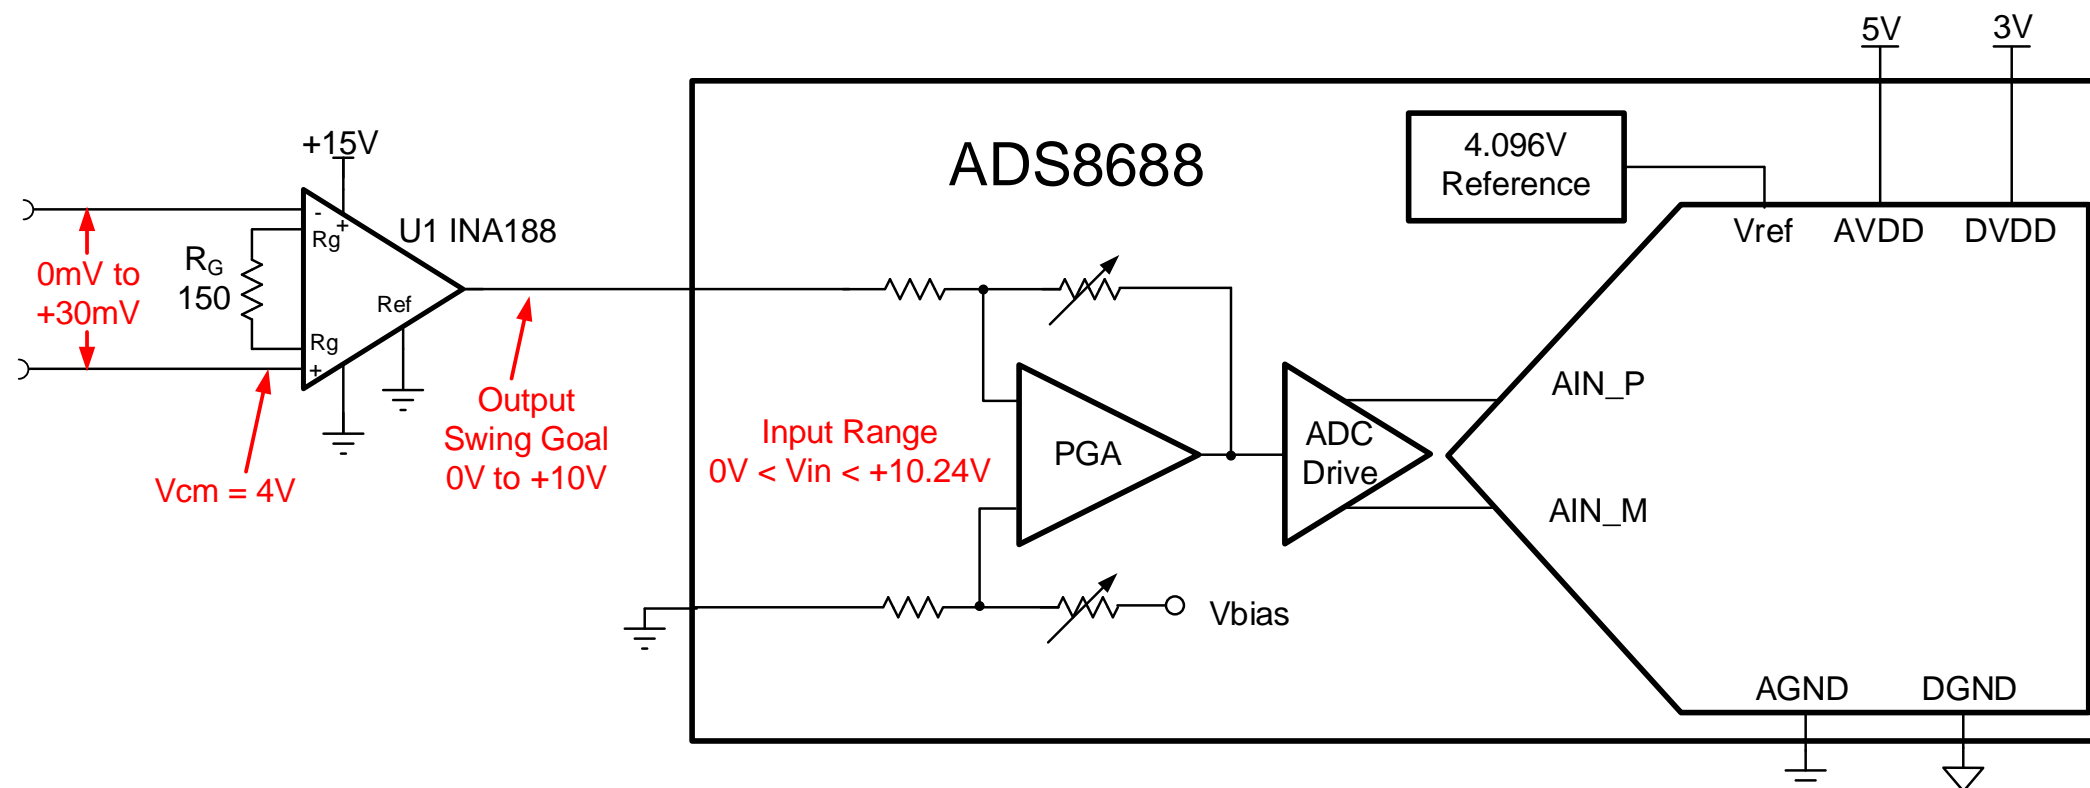 5V
3V
ADS8688
4.096V
Reference
+15V
-
+
Rg
U1 INA188
Vref
AVDD
DVDD
0mV to
+30mV
RG
150
Ref
Rg
+
AIN_P
Output
Swing Goal
0V to +10V
Input Range
0V < Vin < +10.24V
PGA
ADC
Drive
Vcm = 4V
AIN_M
Vbias
AGND
DGND